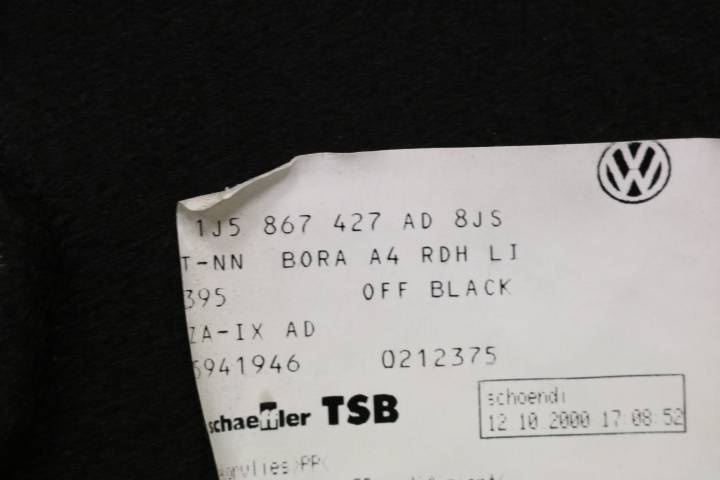 1J5 867 427 AD 8JS
T-NN BORA A4 RDH LI
395 OFF BLACK
ZA-IX AD
5941946 0212375
schaeffler TSB
schoendi
12 10 2000 17:08:52